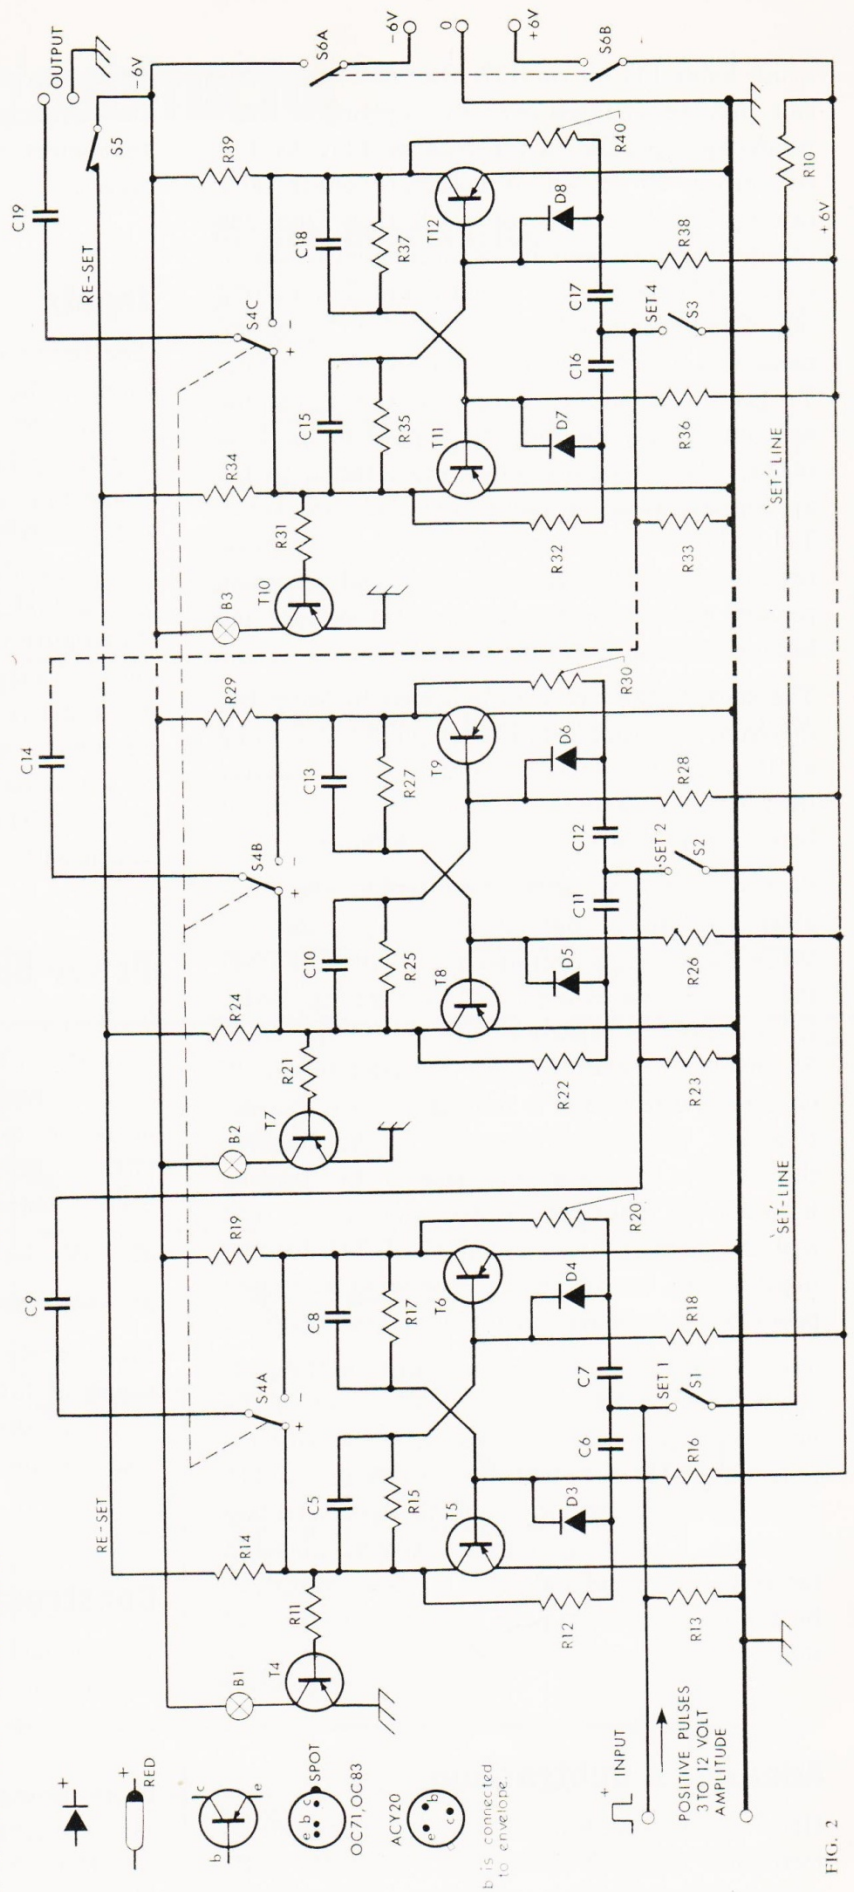 C9
C14
C19
OUTPUT
RE-SET
RE-SET
S5
-6V
S4A
+
-
S4B
+
-
S4C
+
-
S6A
-6V
0
+6V
S6B
B1
T4
R11
R14
C5
R15
C8
R17
R19
T5
T6
R12
D3
C6
C7
D4
R20
R13
R16
R18
SET 1
S1
B2
T7
R21
R24
C10
R25
C13
R27
R29
T8
T9
R22
D5
C11
C12
D6
R30
R23
R26
R28
SET 2
S2
B3
T10
R31
R34
C15
R35
C18
R37
R39
T11
T12
R32
D7
C16
C17
D8
R40
R33
R36
R38
SET 4
S3
'SET'-LINE
'SET'-LINE
R10
+6V
+
+
RED
b
c
e
e b c
SPOT
OC71, OC83
ACY20
e
b
c
b is connected
to envelope.
+
INPUT
POSITIVE PULSES
3 TO 12 VOLT
AMPLITUDE
FIG. 2